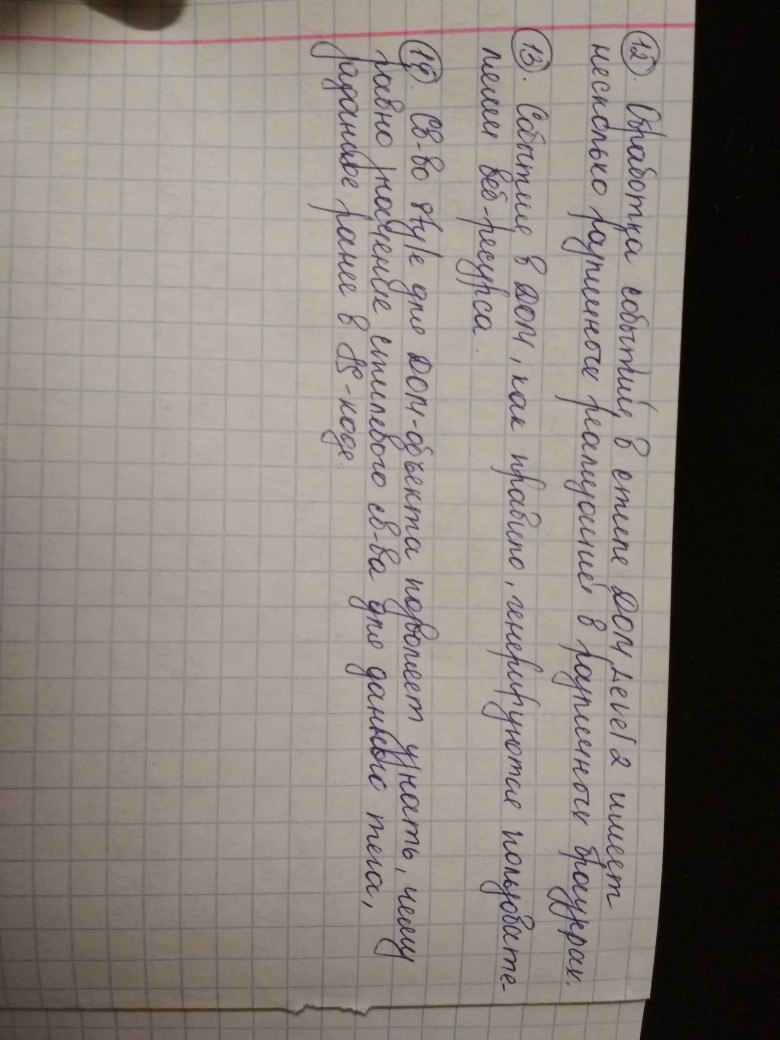 12. Обработка событий в стиле DOM Level 2 имеет
несколько различных реализаций в различных браузерах.
13. События в DOM, как правило, генерируются пользовате-
лями веб-ресурса.
14. Св-во style для DOM-объекта позволяет узнать, чему
равно значение стилевого св-ва для данного тега,
заданное ранее в JS-коде.